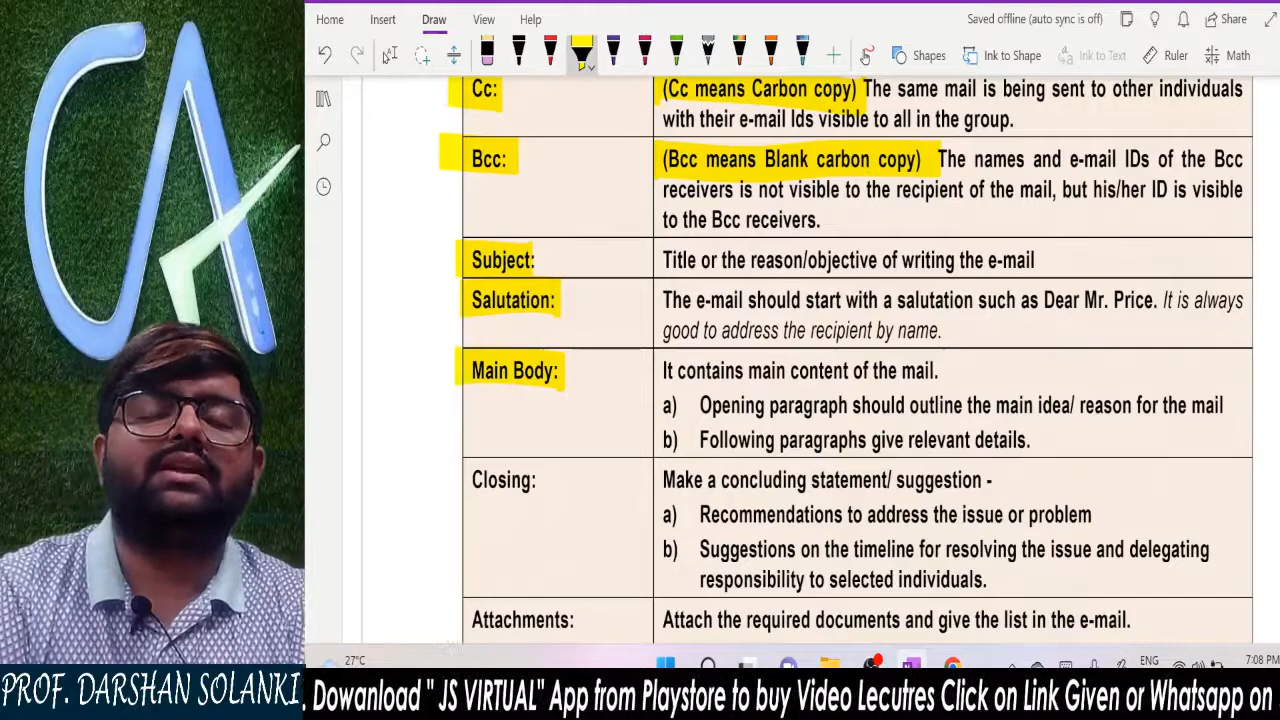 Home Insert Draw View Help Saved offline (auto sync is off) Share
Shapes Ink to Shape Ink to Text Ruler Math
CA
Cc: (Cc means Carbon copy) The same mail is being sent to other individuals
with their e-mail Ids visible to all in the group.
Bcc: (Bcc means Blank carbon copy) The names and e-mail IDs of the Bcc
receivers is not visible to the recipient of the mail, but his/her ID is visible
to the Bcc receivers.
Subject: Title or the reason/objective of writing the e-mail
Salutation: The e-mail should start with a salutation such as Dear Mr. Price. It is always
good to address the recipient by name.
Main Body: It contains main content of the mail.
a) Opening paragraph should outline the main idea/ reason for the mail
b) Following paragraphs give relevant details.
Closing: Make a concluding statement/ suggestion -
a) Recommendations to address the issue or problem
b) Suggestions on the timeline for resolving the issue and delegating
responsibility to selected individuals.
Attachments: Attach the required documents and give the list in the e-mail.
27°C ENG 7:08 PM
PROF. DARSHAN SOLANKI . Dowanload " JS VIRTUAL" App from Playstore to buy Video Lecutres Click on Link Given or Whatsapp on